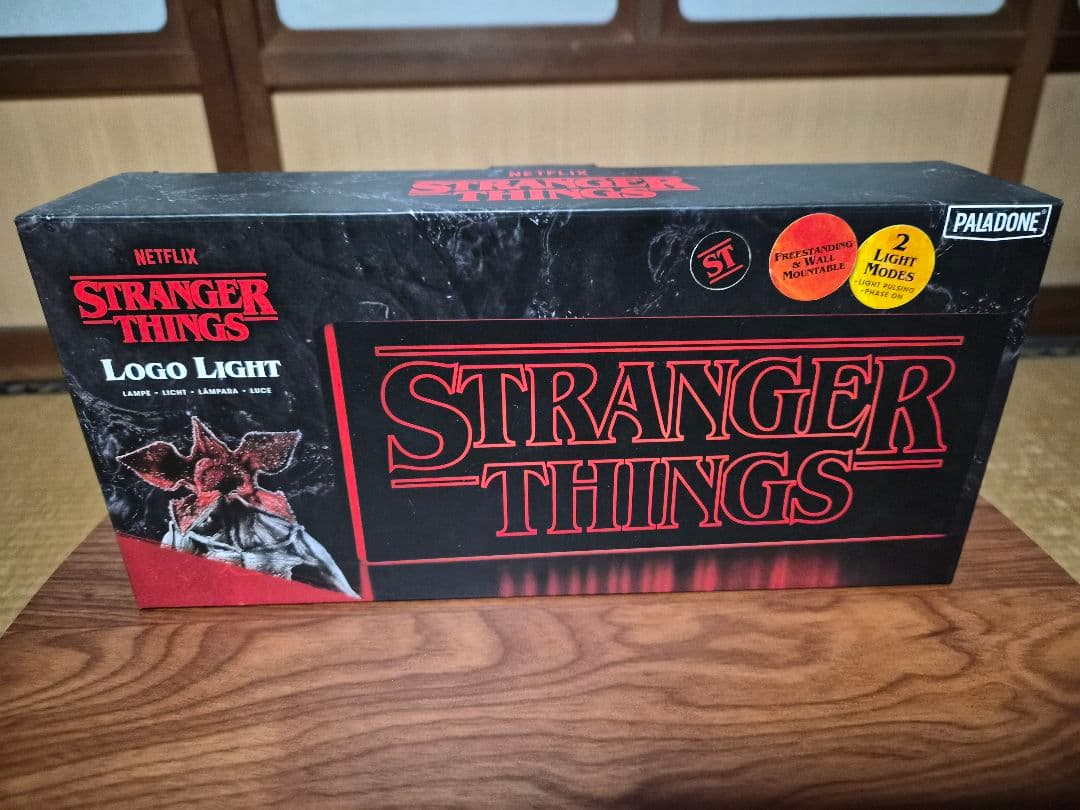 NETFLIX
STRANGER
THINGS
PALADONE
NETFLIX
STRANGER
THINGS
LOGO LIGHT
LAMPE • LICHT • LÁMPARA • LUCE
ST
FREESTANDING
& WALL
MOUNTABLE
2
LIGHT
MODES
• LIGHT PULSING
• PHASE ON
STRANGER
THINGS